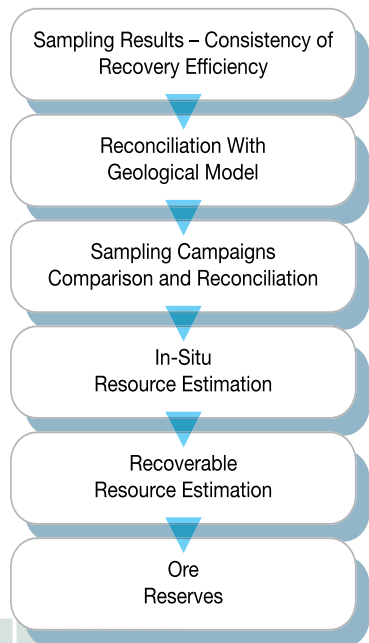 Sampling Results – Consistency of
Recovery Efficiency
Reconciliation With
Geological Model
Sampling Campaigns
Comparison and Reconciliation
In-Situ
Resource Estimation
Recoverable
Resource Estimation
Ore
Reserves